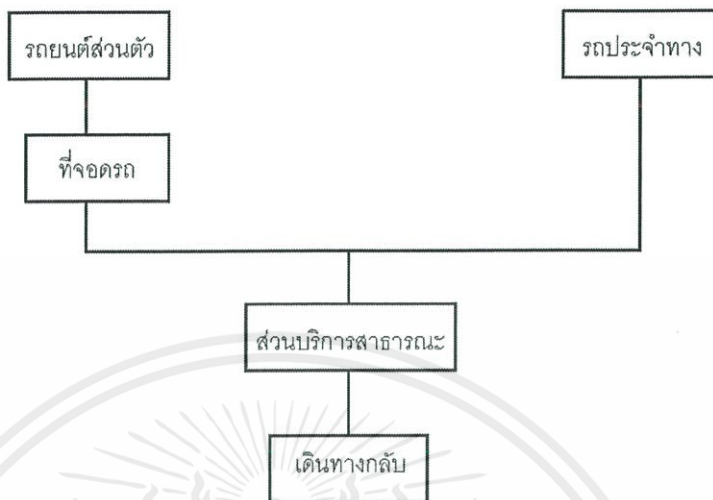 รถยนต์ส่วนตัว
รถประจำทาง
ที่จอดรถ
ส่วนบริการสาธารณะ
เดินทางกลับ